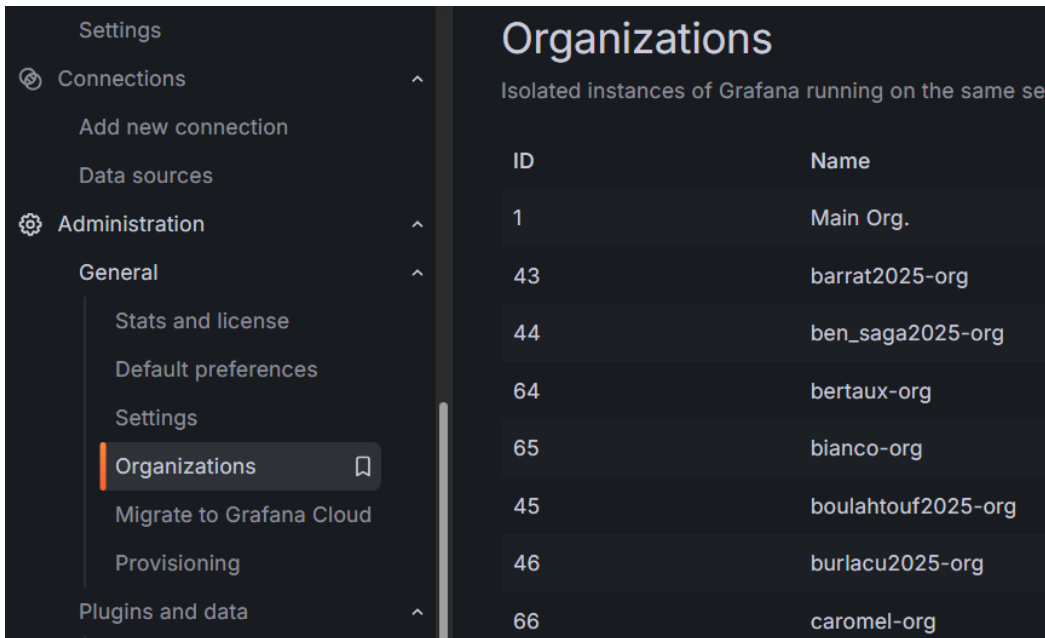 Settings
Connections
Add new connection
Data sources
Administration
General
Stats and license
Default preferences
Settings
Organizations
Migrate to Grafana Cloud
Provisioning
Plugins and data
Organizations
Isolated instances of Grafana running on the same se
ID Name
1 Main Org.
43 barrat2025-org
44 ben_saga2025-org
64 bertaux-org
65 bianco-org
45 boulahtouf2025-org
46 burlacu2025-org
66 caromel-org